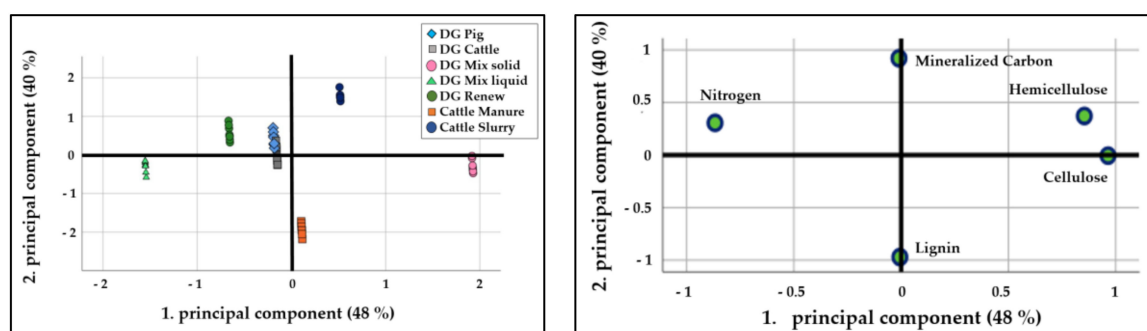 2. principal component (40 %)
2
1
0
- 1
- 2
DG Pig
DG Cattle
DG Mix solid
DG Mix liquid
DG Renew
Cattle Manure
Cattle Slurry
- 2
-1
0
1
2
1. principal component (48 %)
2. principal component (40 %)
1
0.5
0
- 0.5
- 1
Mineralized Carbon
Nitrogen
Hemicellulose
Cellulose
Lignin
- 1
- 0.5
0
0.5
1
1. principal component (48 %)